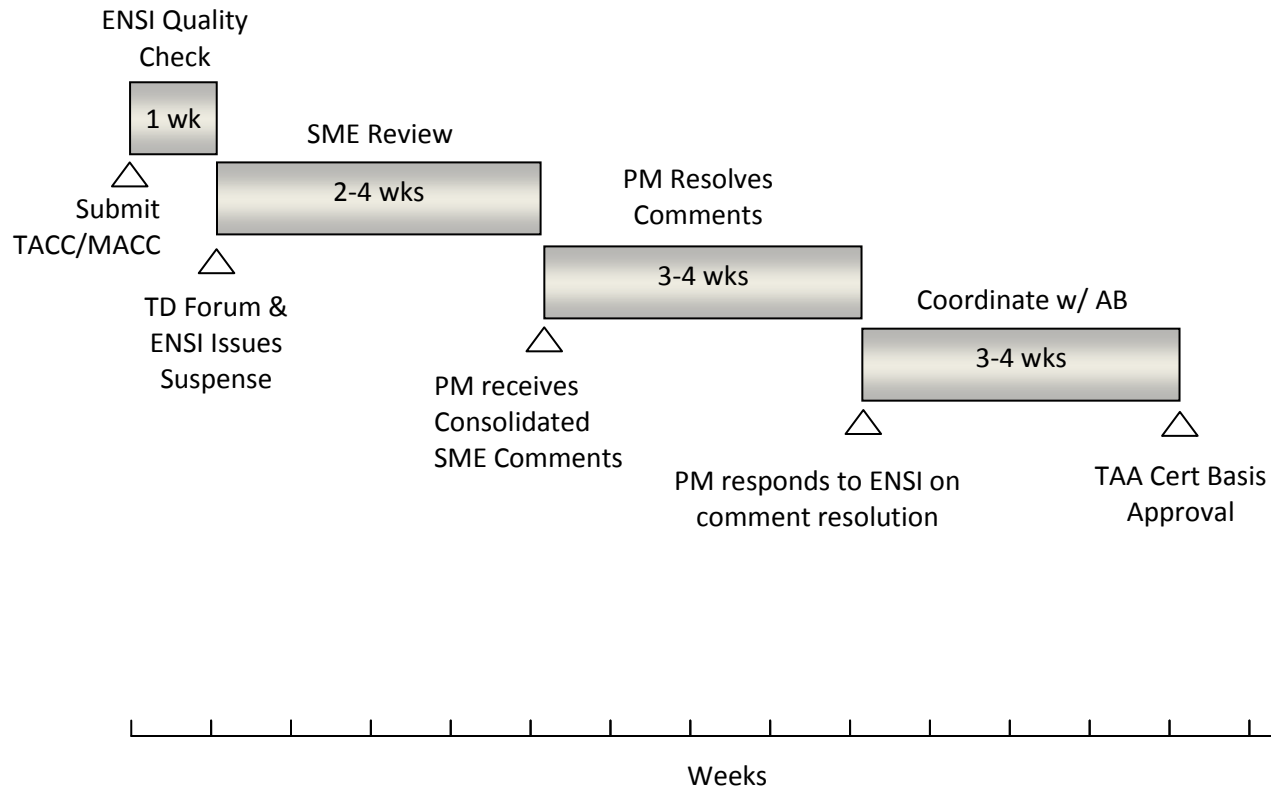 ENSI Quality
Check
1 wk
SME Review
2-4 wks
PM Resolves
Comments
Submit
TACC/MACC
3-4 wks
TD Forum &
ENSI Issues
Suspense
Coordinate w/ AB
3-4 wks
PM receives
Consolidated
SME Comments
PM responds to ENSI on
comment resolution
TAA Cert Basis
Approval
Weeks